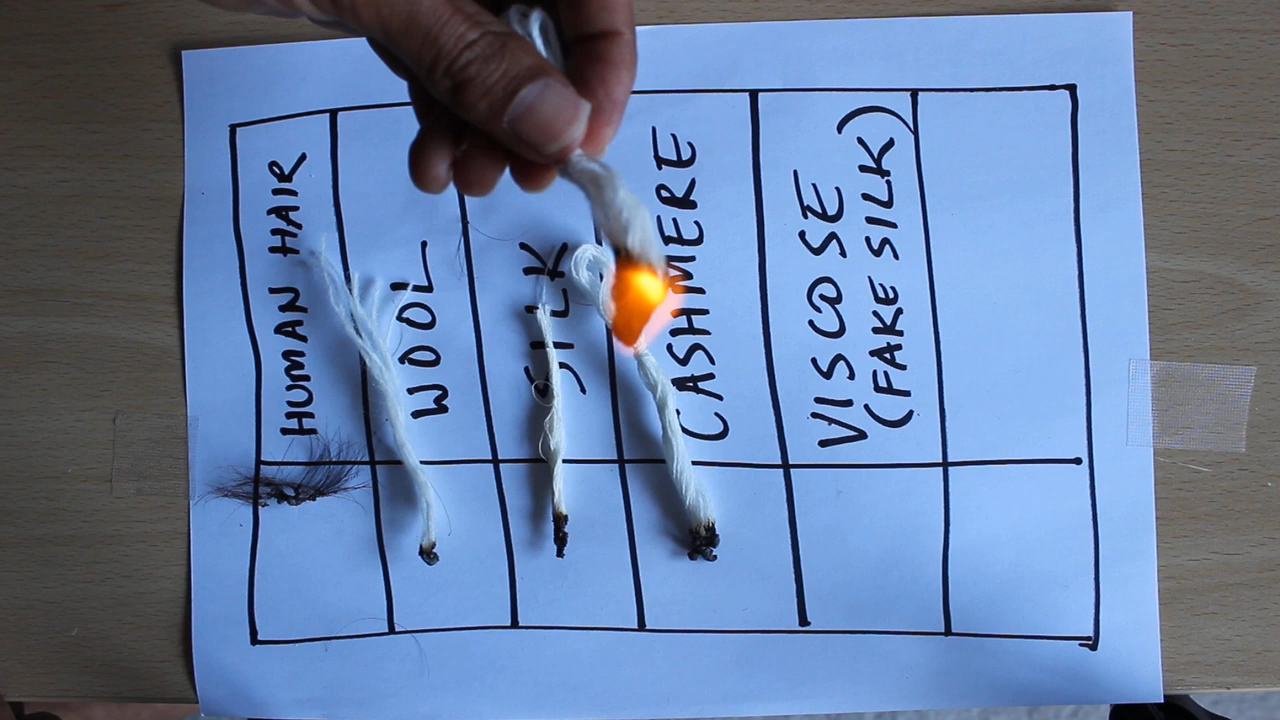 HUMAN HAIR
WOOL
SILK
CASHMERE
VISCOSE
(FAKE SILK)